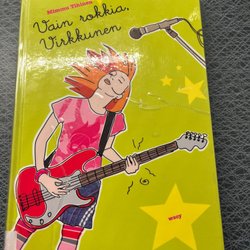 Mimmu Tihinen
Vain rokkia,
Virkkunen
wsoy